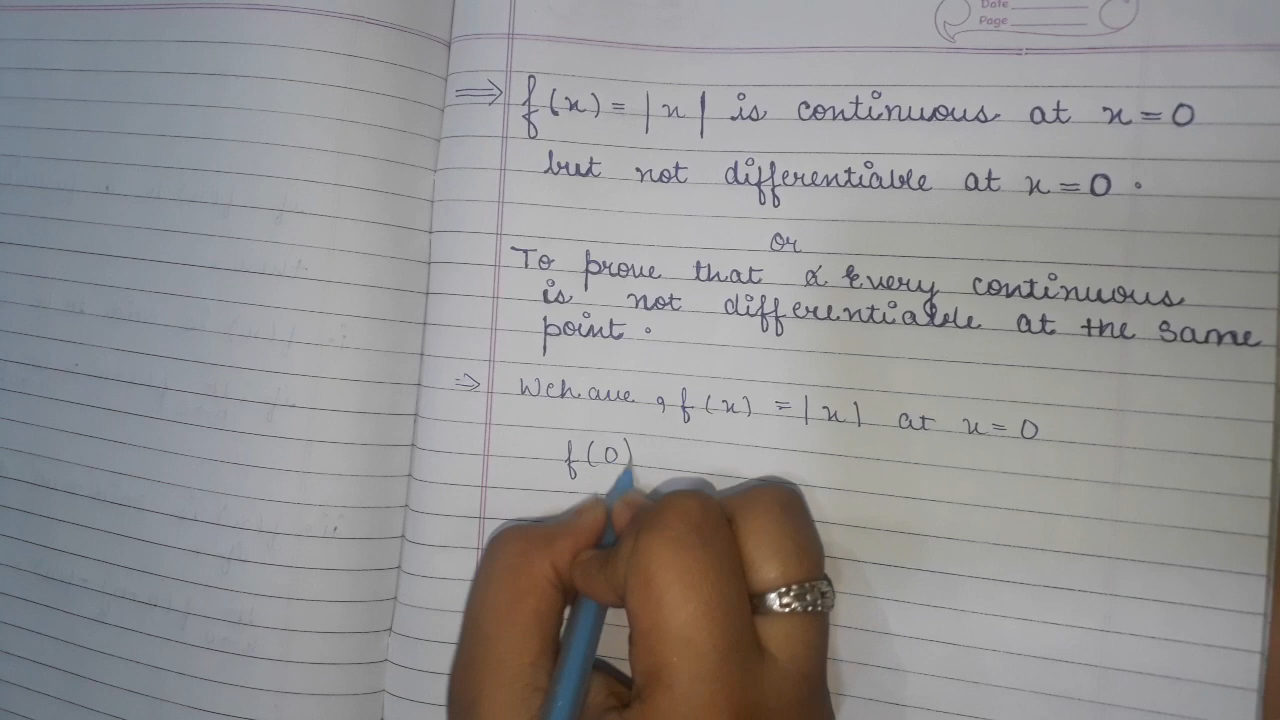 Date
Page
⇒ f(x) = |x| is continuous at x = 0
but not differentiable at x = 0.
Or
To prove that every continuous
is not differentiable at the same
point.
⇒ We have, f(x) = |x| at x = 0
f(0)